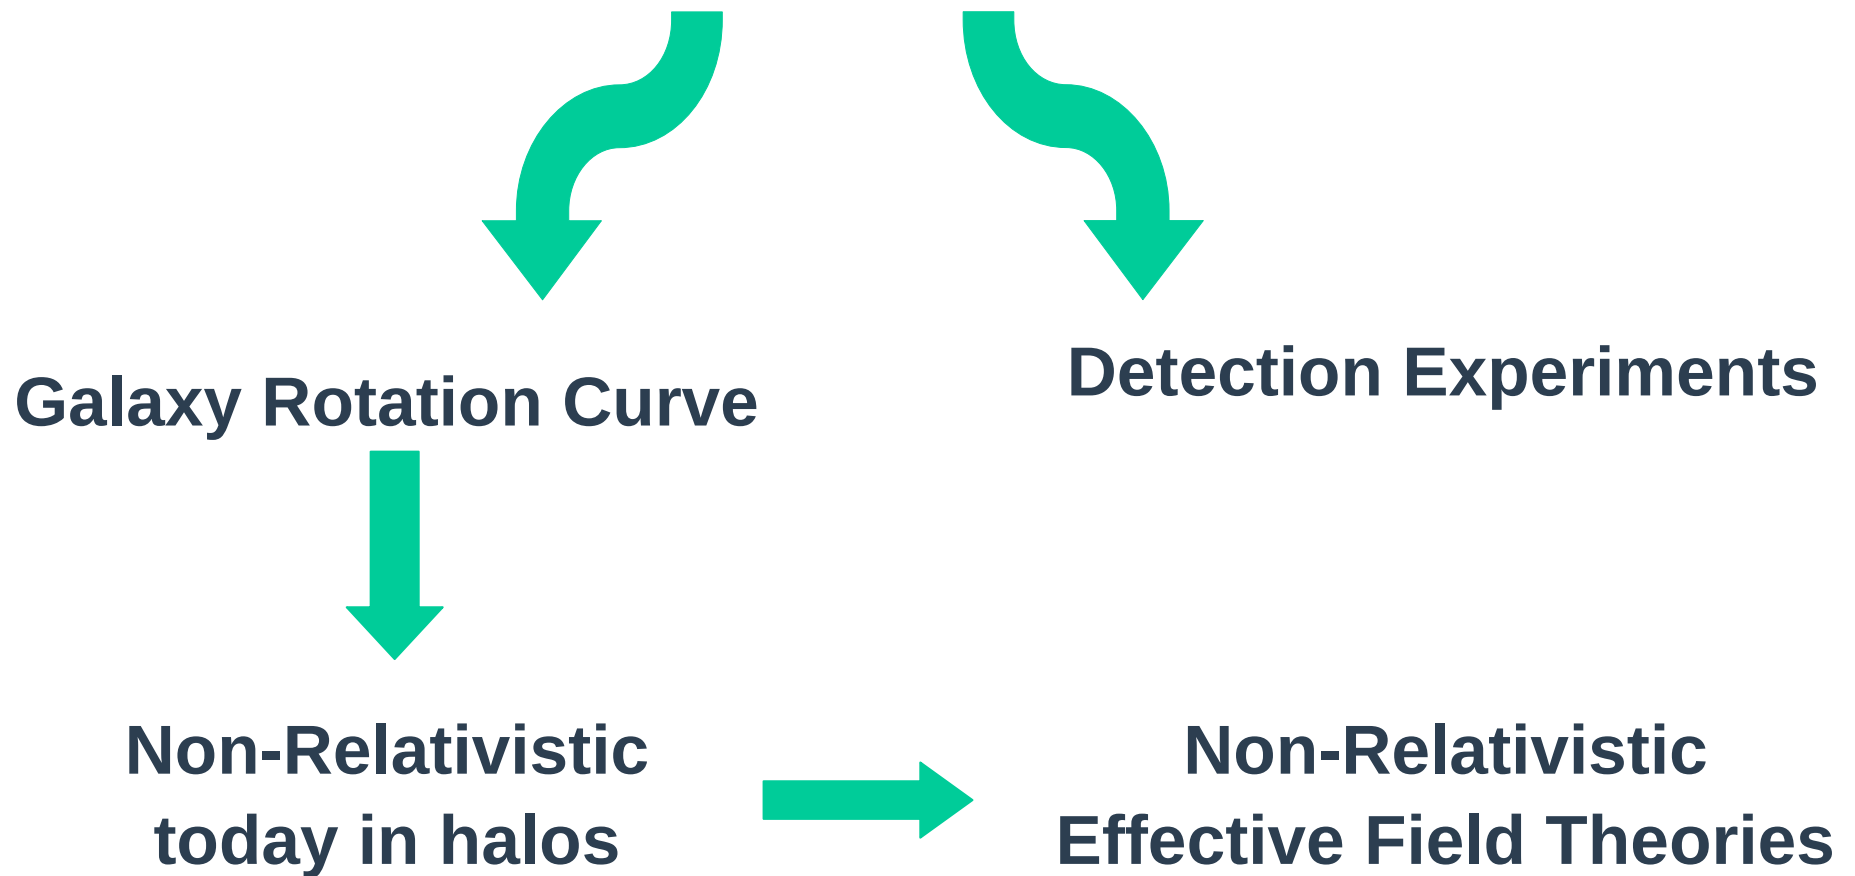 Galaxy Rotation Curve
Detection Experiments
Non-Relativistic
today in halos
Non-Relativistic
Effective Field Theories